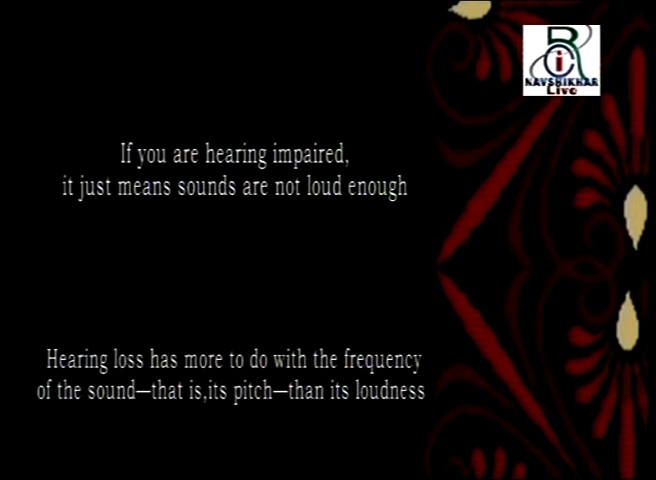 NAVSHIKHAR
Live
If you are hearing impaired,
it just means sounds are not loud enough
Hearing loss has more to do with the frequency
of the sound—that is,its pitch—than its loudness